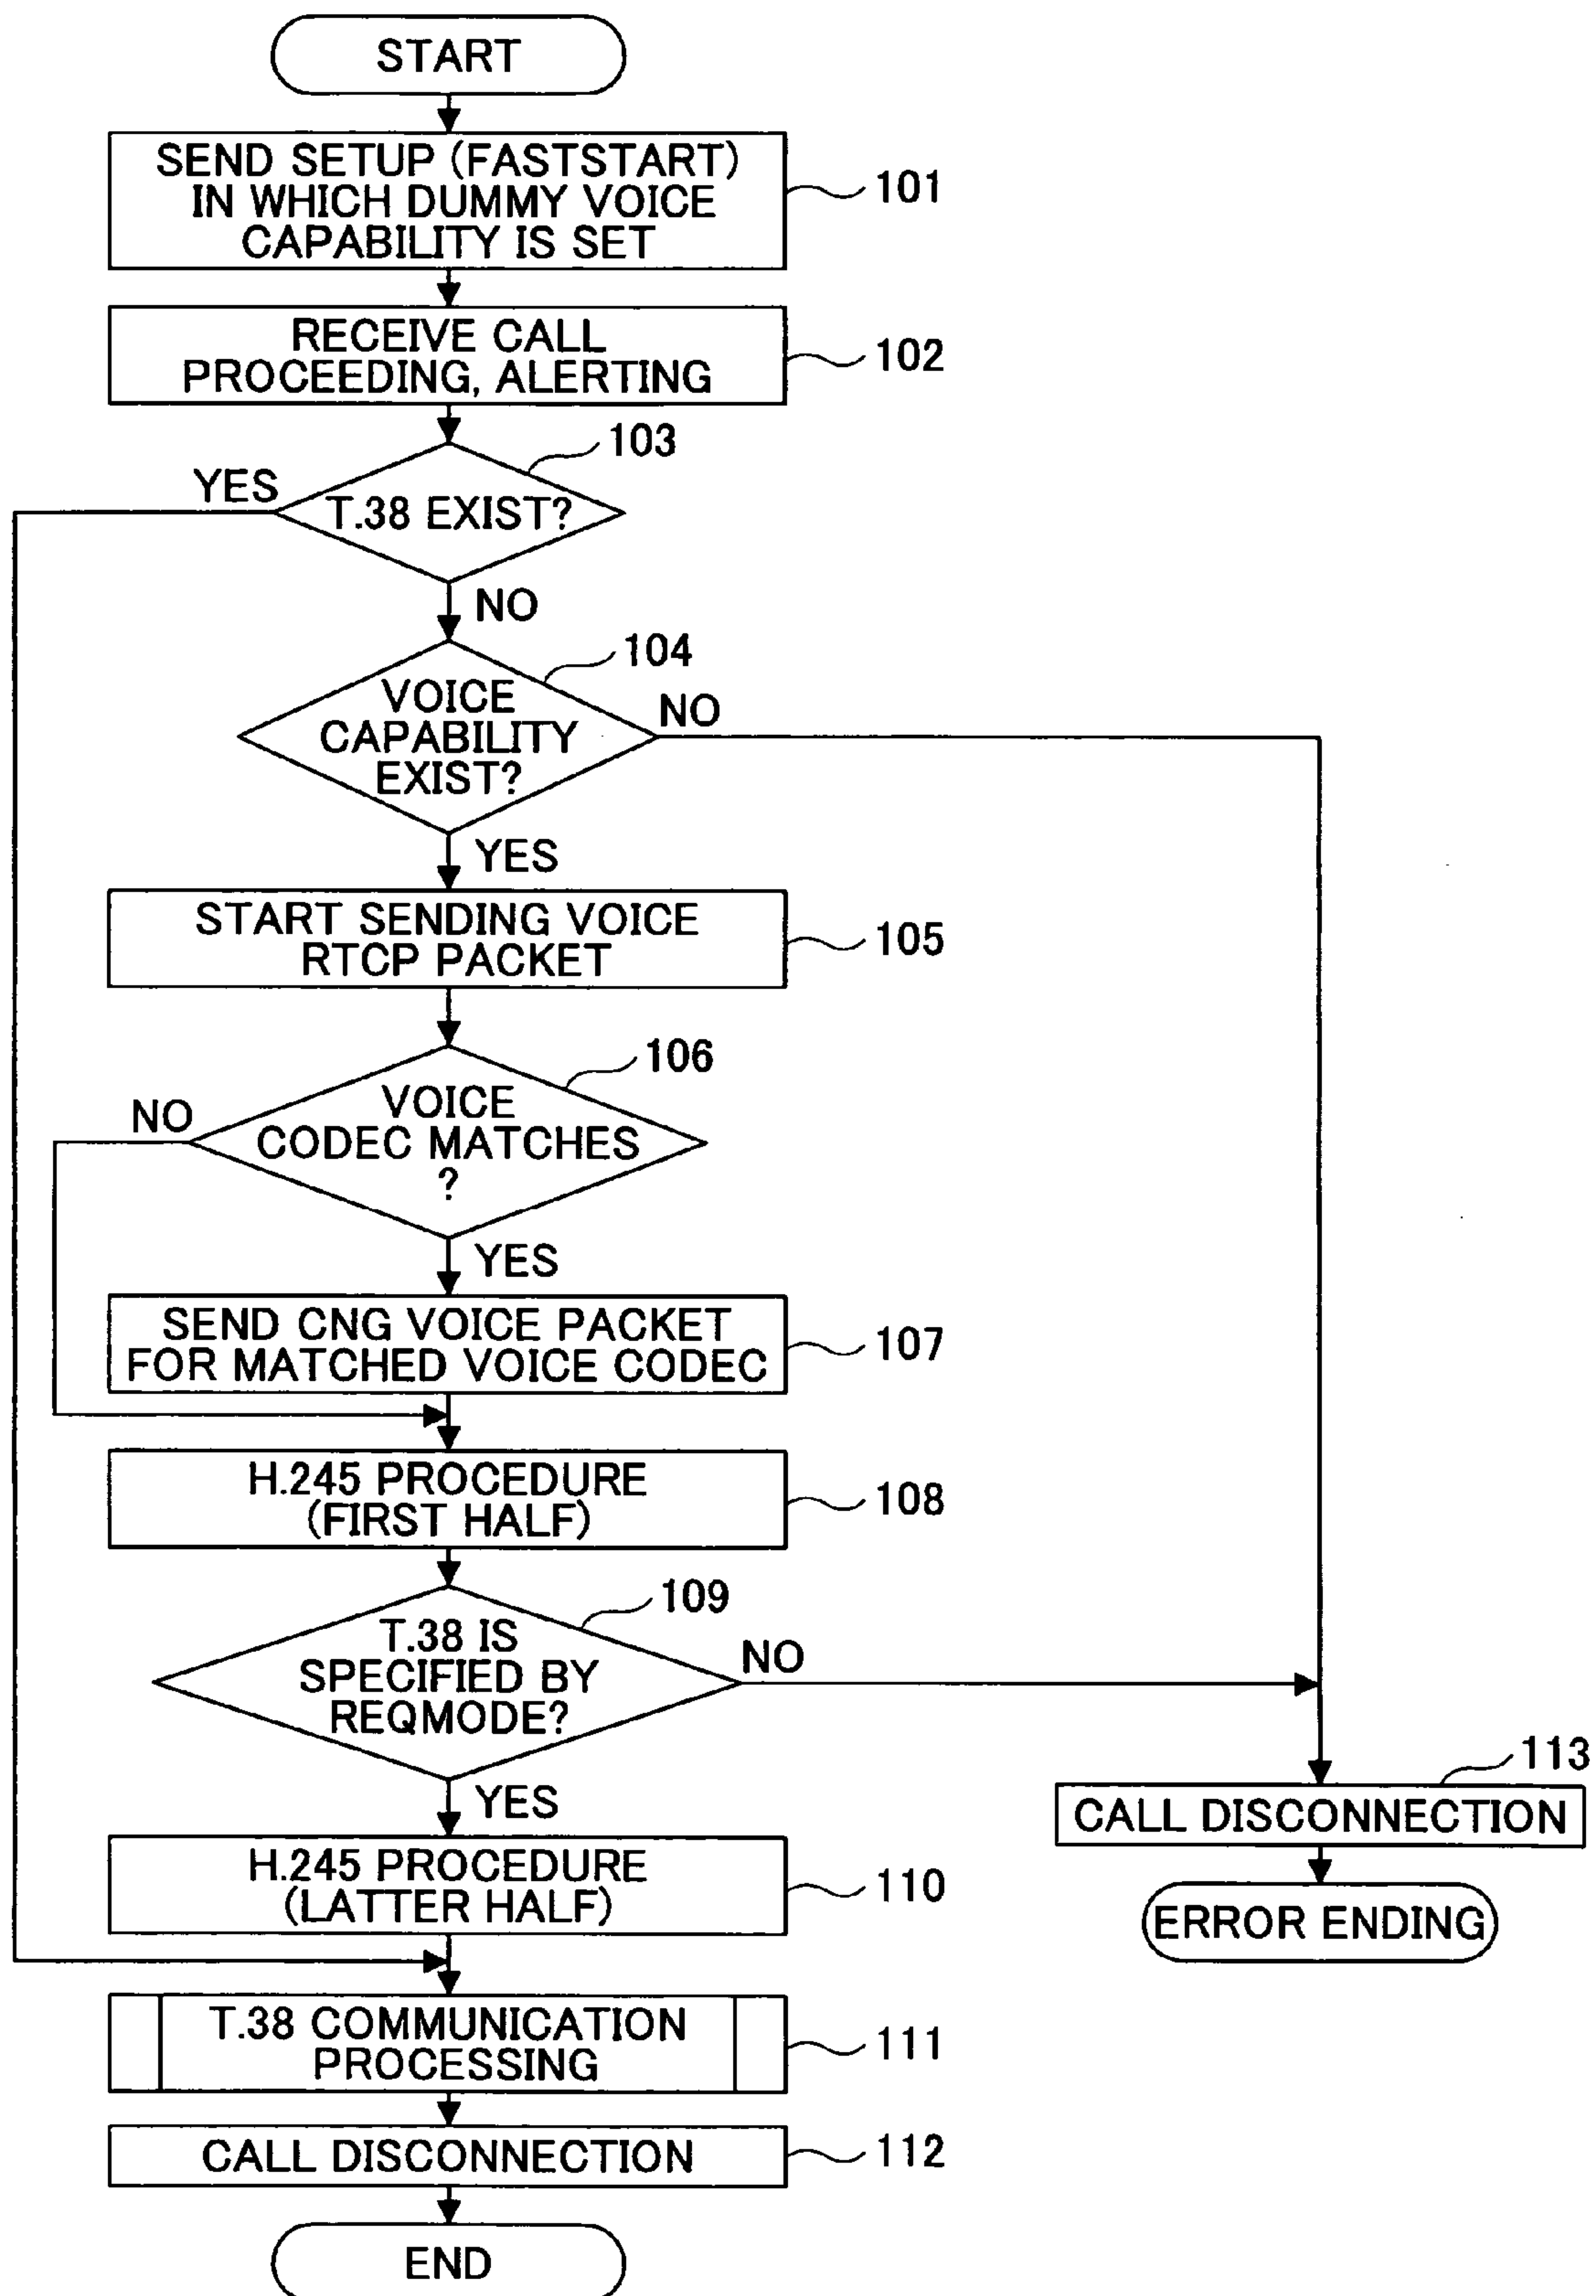 START
SEND SETUP (FASTSTART)
IN WHICH DUMMY VOICE
CAPABILITY IS SET
101
RECEIVE CALL
PROCEEDING, ALERTING
102
103
YES
T.38 EXIST?
NO
104
VOICE
CAPABILITY
EXIST?
NO
YES
START SENDING VOICE
RTCP PACKET
105
106
NO
VOICE
CODEC MATCHES
?
YES
SEND CNG VOICE PACKET
FOR MATCHED VOICE CODEC
107
H.245 PROCEDURE
(FIRST HALF)
108
109
T.38 IS
SPECIFIED BY
REQMODE?
NO
YES
113
CALL DISCONNECTION
H.245 PROCEDURE
(LATTER HALF)
110
ERROR ENDING
T.38 COMMUNICATION
PROCESSING
111
CALL DISCONNECTION
112
END